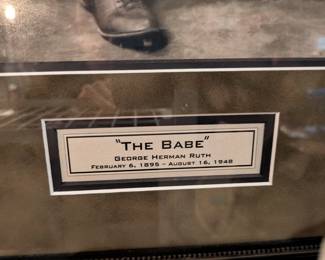 "THE BABE"
GEORGE HERMAN RUTH
FEBRUARY 6, 1895 – AUGUST 16, 1948